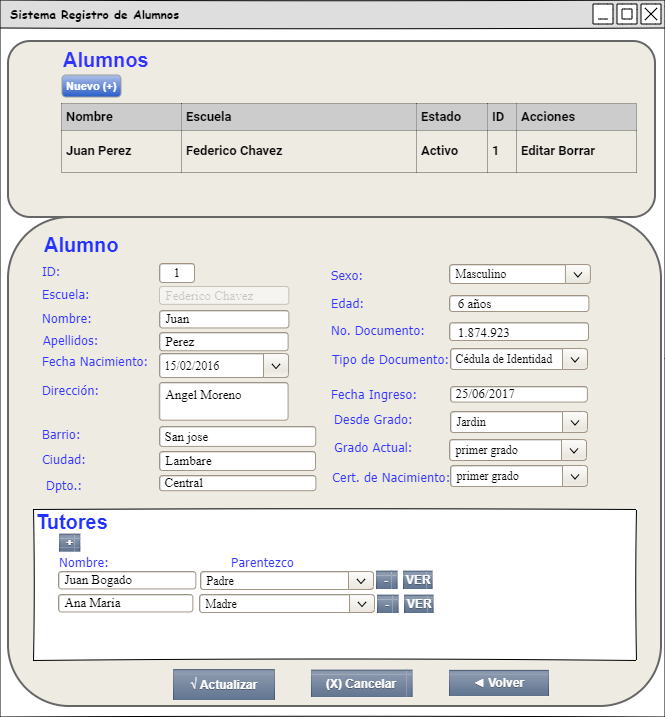 Sistema Registro de Alumnos
Alumnos
Nuevo (+)
Nombre Escuela Estado ID Acciones
Juan Perez Federico Chavez Activo 1 Editar Borrar
Alumno
ID: 1
Escuela: Federico Chavez
Nombre: Juan
Apellidos: Perez
Fecha Nacimiento: 15/02/2016
Dirección: Angel Moreno
Barrio: San jose
Ciudad: Lambare
Dpto.: Central
Sexo: Masculino
Edad: 6 años
No. Documento: 1.874.923
Tipo de Documento: Cédula de Identidad
Fecha Ingreso: 25/06/2017
Desde Grado: Jardin
Grado Actual: primer grado
Cert. de Nacimiento: primer grado
Tutores
+
Nombre: Parentezco
Juan Bogado Padre - VER
Ana Maria Madre - VER
√ Actualizar (X) Cancelar ◄ Volver